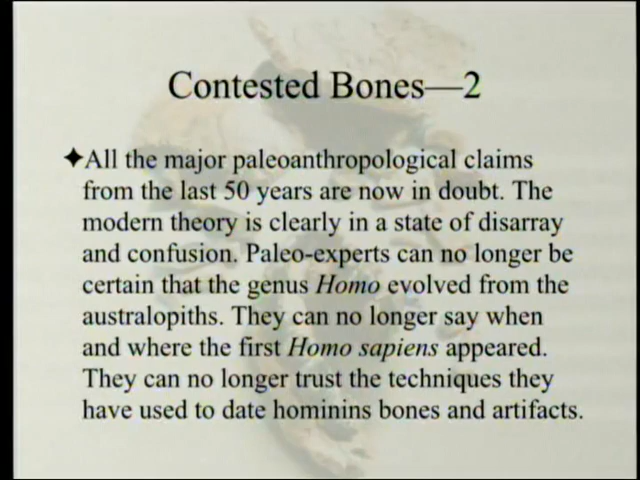 Contested Bones—2
✦All the major paleoanthropological claims
from the last 50 years are now in doubt. The
modern theory is clearly in a state of disarray
and confusion. Paleo-experts can no longer be
certain that the genus Homo evolved from the
australopiths. They can no longer say when
and where the first Homo sapiens appeared.
They can no longer trust the techniques they
have used to date hominins bones and artifacts.